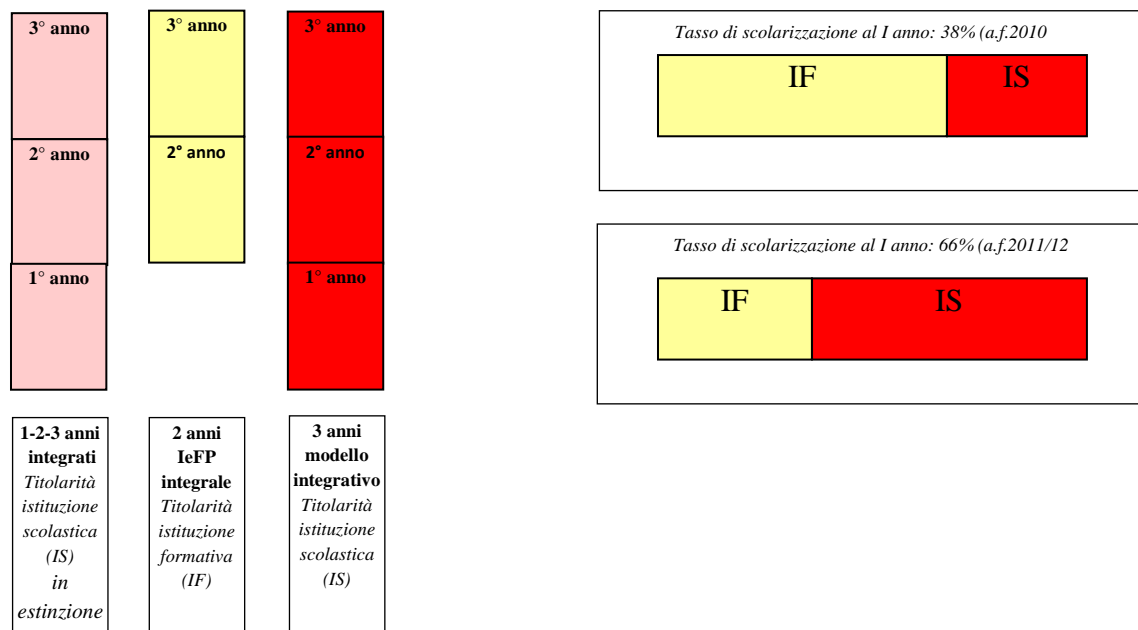 3° anno
2° anno
1° anno
1-2-3 anni
integrati
Titolarità
istituzione
scolastica
(IS)
in
estinzione
3° anno
2° anno
2 anni
IeFP
integrale
Titolarità
istituzione
formativa
(IF)
3° anno
2° anno
1° anno
3 anni
modello
integrativo
Titolarità
istituzione
scolastica
(IS)
Tasso di scolarizzazione al I anno: 38% (a.f.2010
IF IS
Tasso di scolarizzazione al I anno: 66% (a.f.2011/12
IF IS